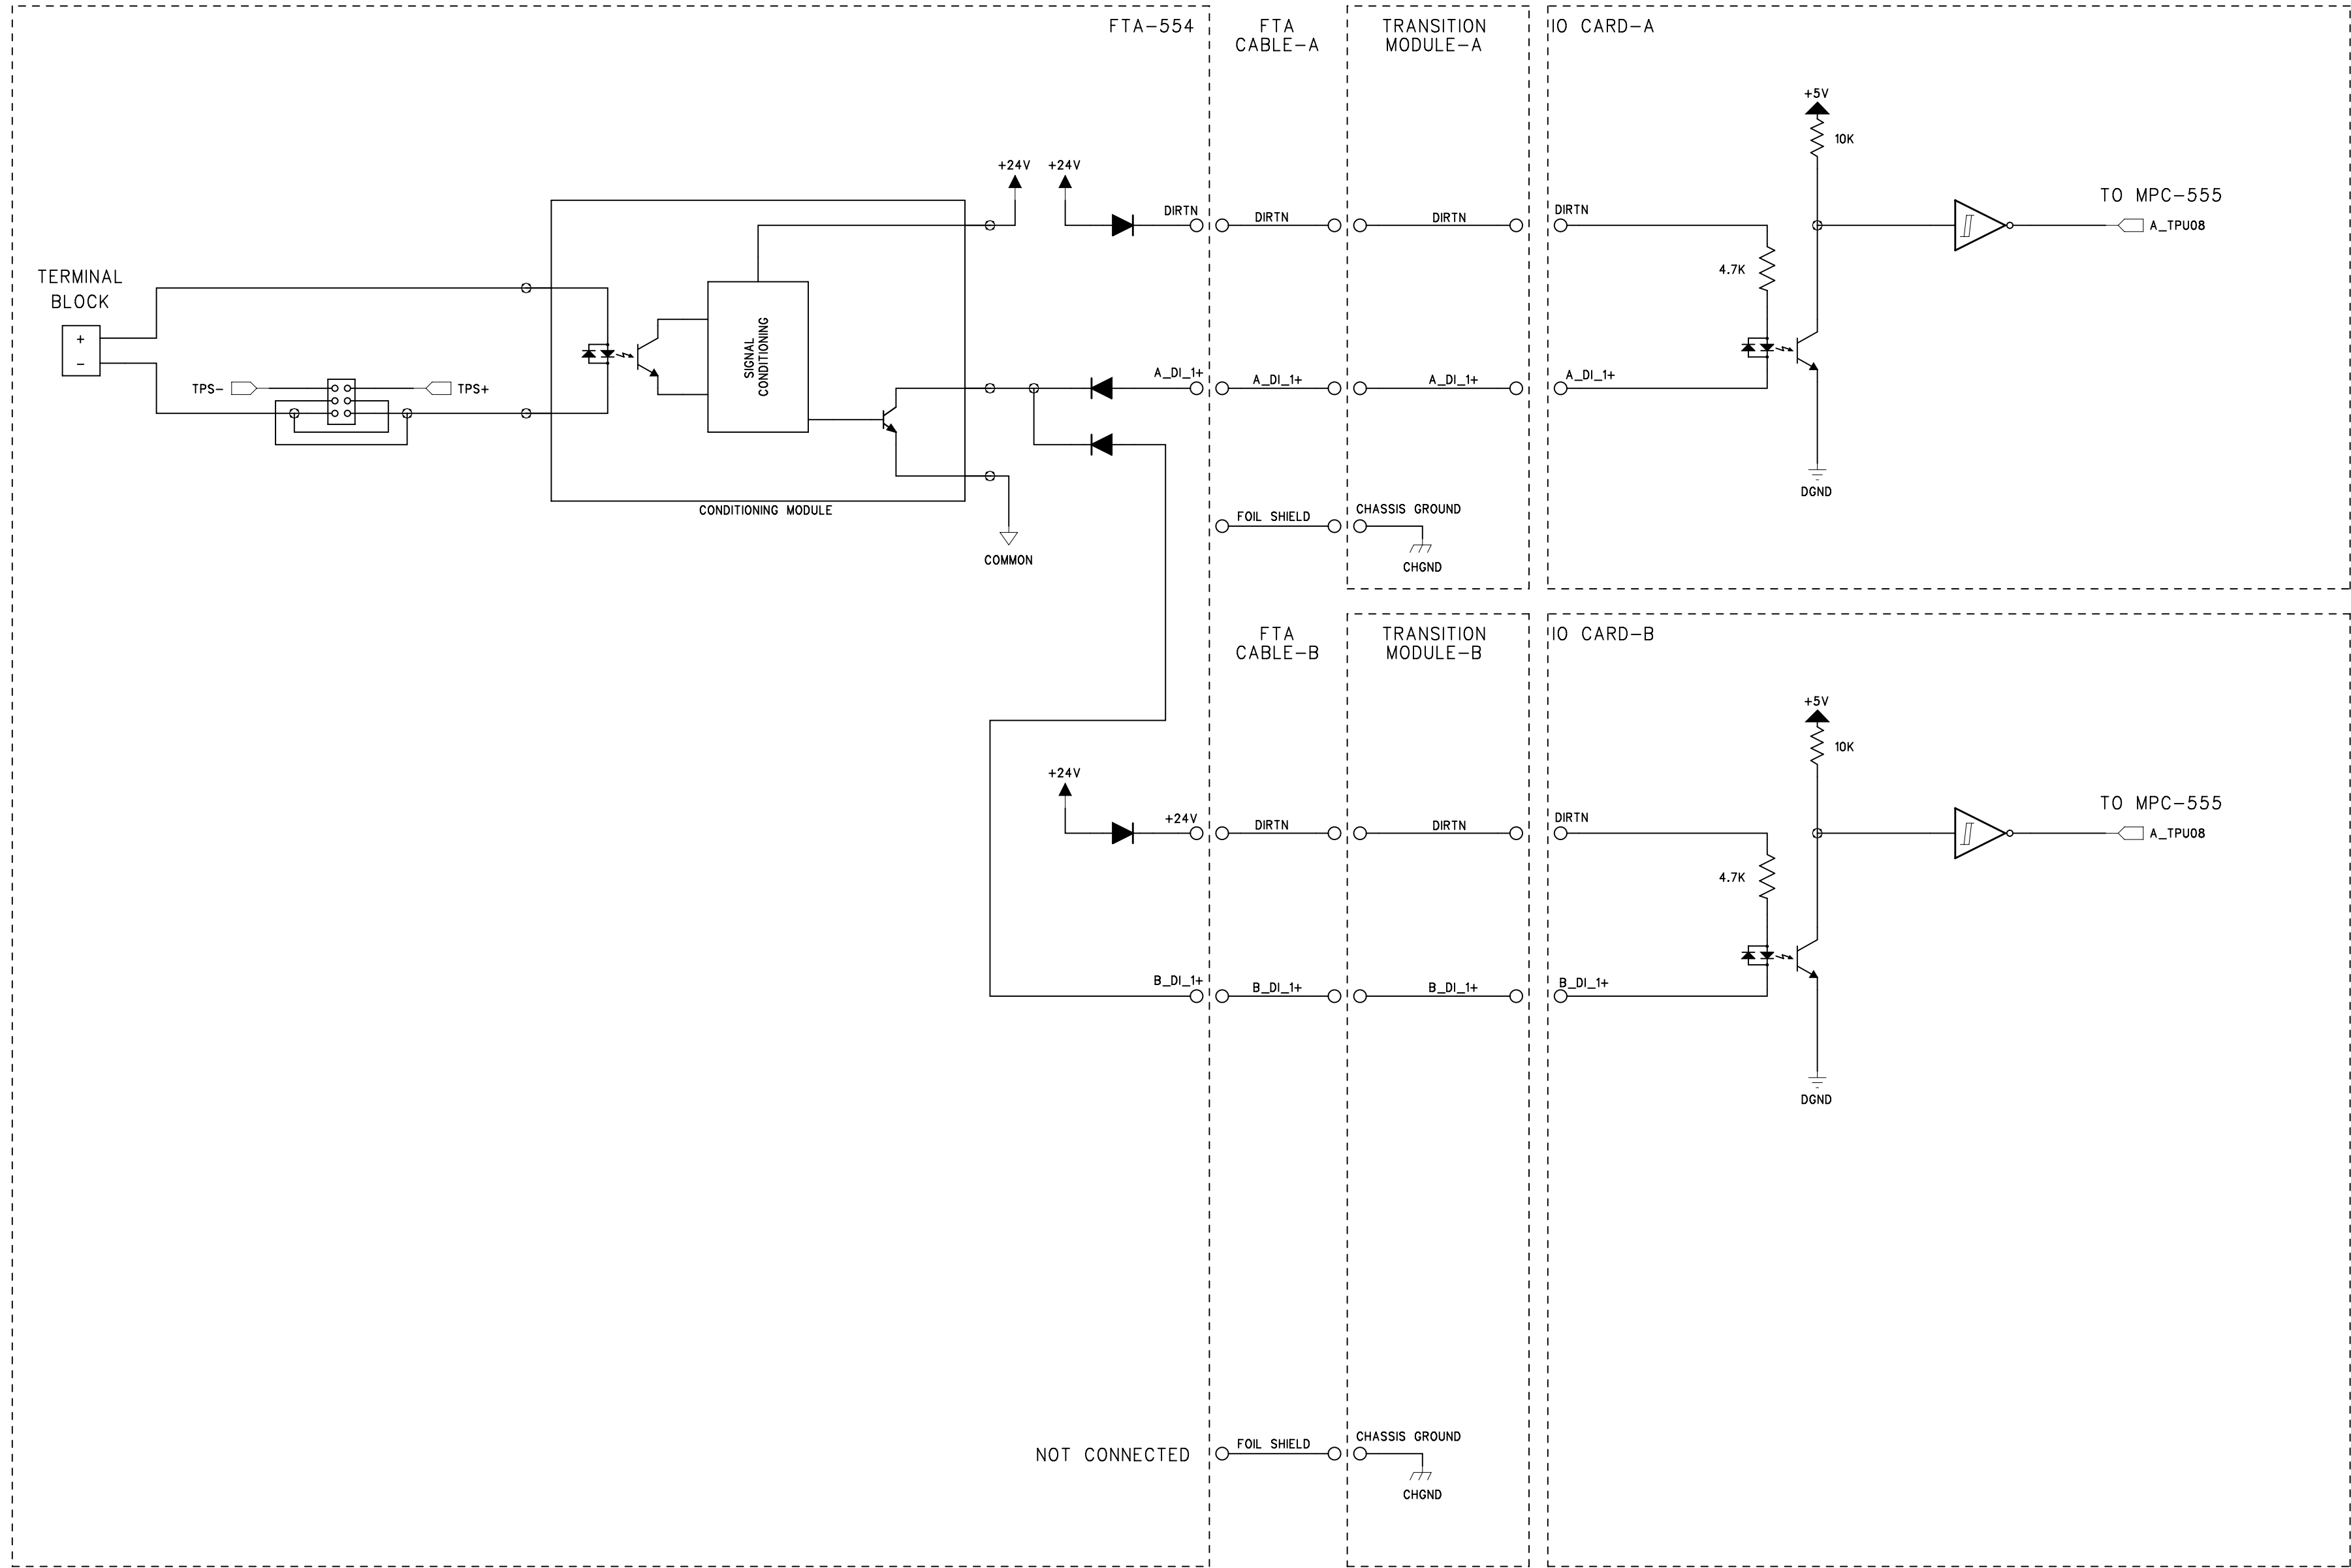 FTA-554
FTA
CABLE-A
TRANSITION
MODULE-A
IO CARD-A
+5V
10K
+24V
+24V
DIRTN
DIRTN
DIRTN
DIRTN
TO MPC-555
A_TPU08
4.7K
TERMINAL
BLOCK
+
-
TPS-
TPS+
SIGNAL
CONDITIONING
A_DI_1+
A_DI_1+
A_DI_1+
A_DI_1+
DGND
CONDITIONING MODULE
COMMON
FOIL SHIELD
CHASSIS GROUND
CHGND
FTA
CABLE-B
TRANSITION
MODULE-B
IO CARD-B
+5V
10K
+24V
+24V
DIRTN
DIRTN
DIRTN
TO MPC-555
A_TPU08
4.7K
B_DI_1+
B_DI_1+
B_DI_1+
B_DI_1+
DGND
NOT CONNECTED
FOIL SHIELD
CHASSIS GROUND
CHGND